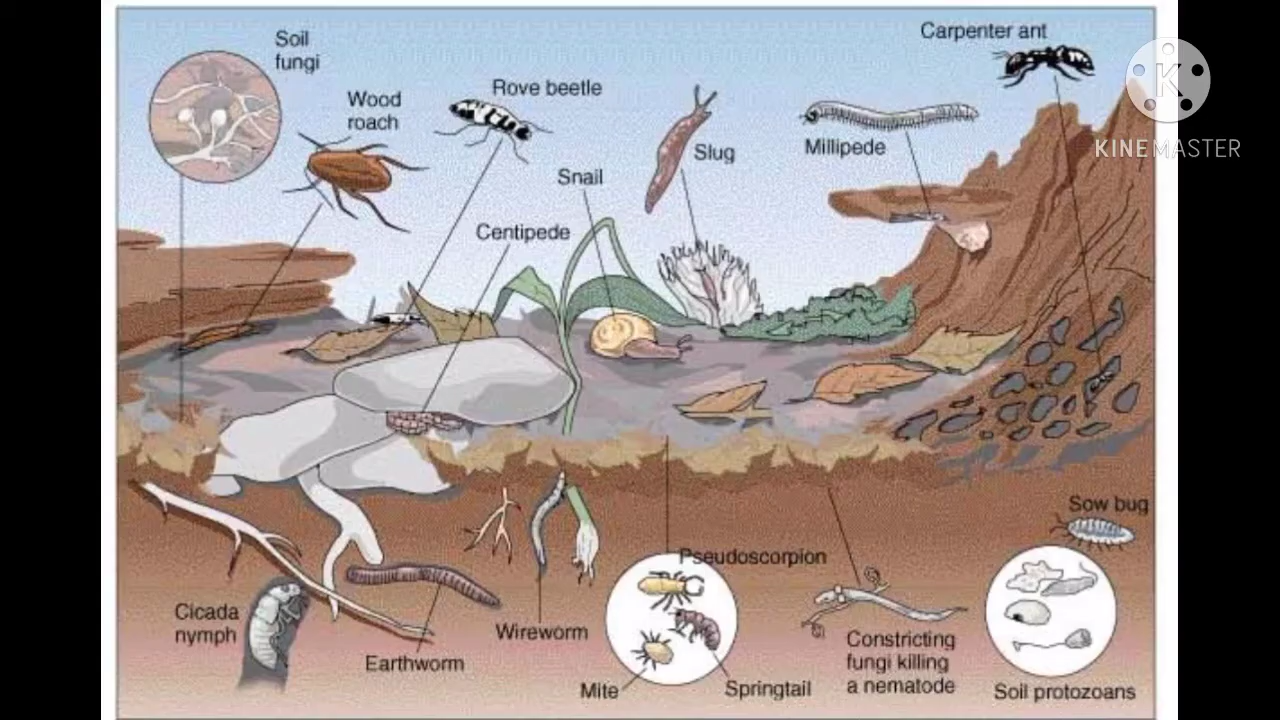 Soil
fungi
Wood
roach
Rove beetle
Carpenter ant
K
KINEMASTER
Slug
Millipede
Snail
Centipede
Sow bug
Pseudoscorpion
Cicada
nymph
Earthworm
Wireworm
Mite
Springtail
Constricting
fungi killing
a nematode
Soil protozoans